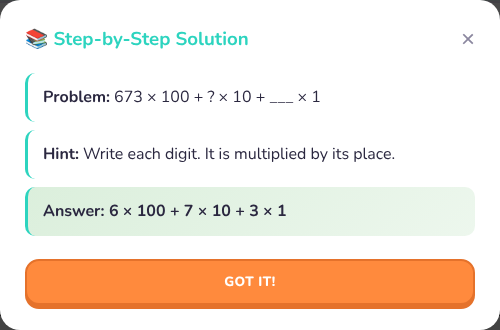 📚 Step-by-Step Solution ×
Problem: 673 × 100 + ? × 10 + ___ × 1
Hint: Write each digit. It is multiplied by its place.
Answer: 6 × 100 + 7 × 10 + 3 × 1
GOT IT!